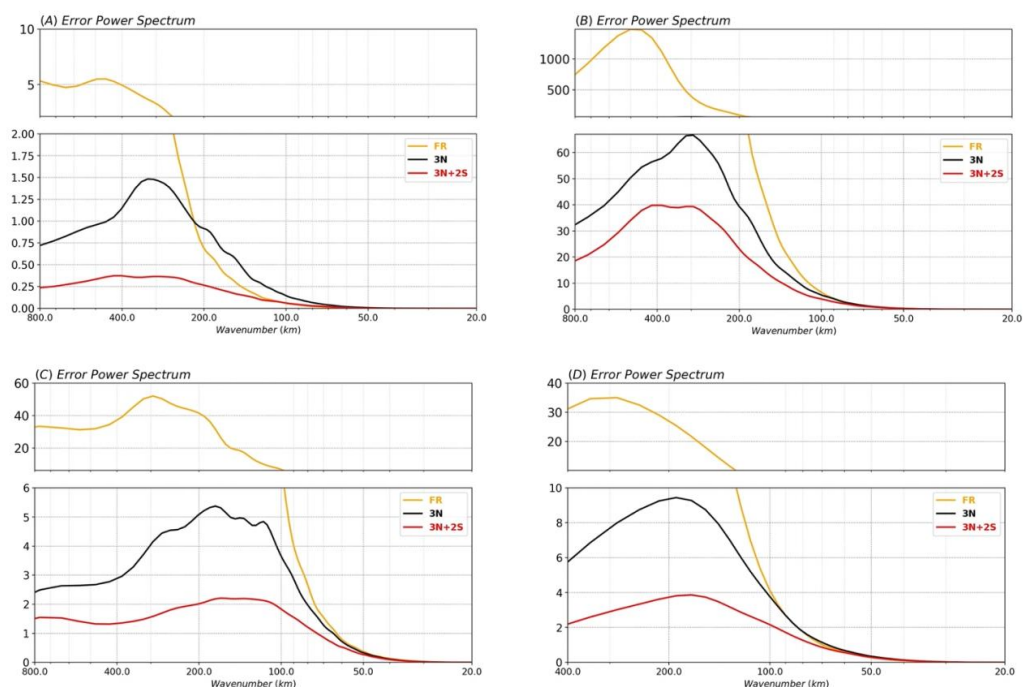 (A) Error Power Spectrum
10
5
2.00
1.75
1.50
1.25
1.00
0.75
0.50
0.25
0.00
FR
3N
3N+2S
800.0 400.0 200.0 100.0 50.0 20.0
Wavenumber (km)
(B) Error Power Spectrum
1000
500
60
50
40
30
20
10
0
FR
3N
3N+2S
800.0 400.0 200.0 100.0 50.0 20.0
Wavenumber (km)
(C) Error Power Spectrum
60
40
20
6
5
4
3
2
1
0
FR
3N
3N+2S
800.0 400.0 200.0 100.0 50.0 20.0
Wavenumber (km)
(D) Error Power Spectrum
40
30
20
10
8
6
4
2
0
FR
3N
3N+2S
400.0 200.0 100.0 50.0 20.0
Wavenumber (km)